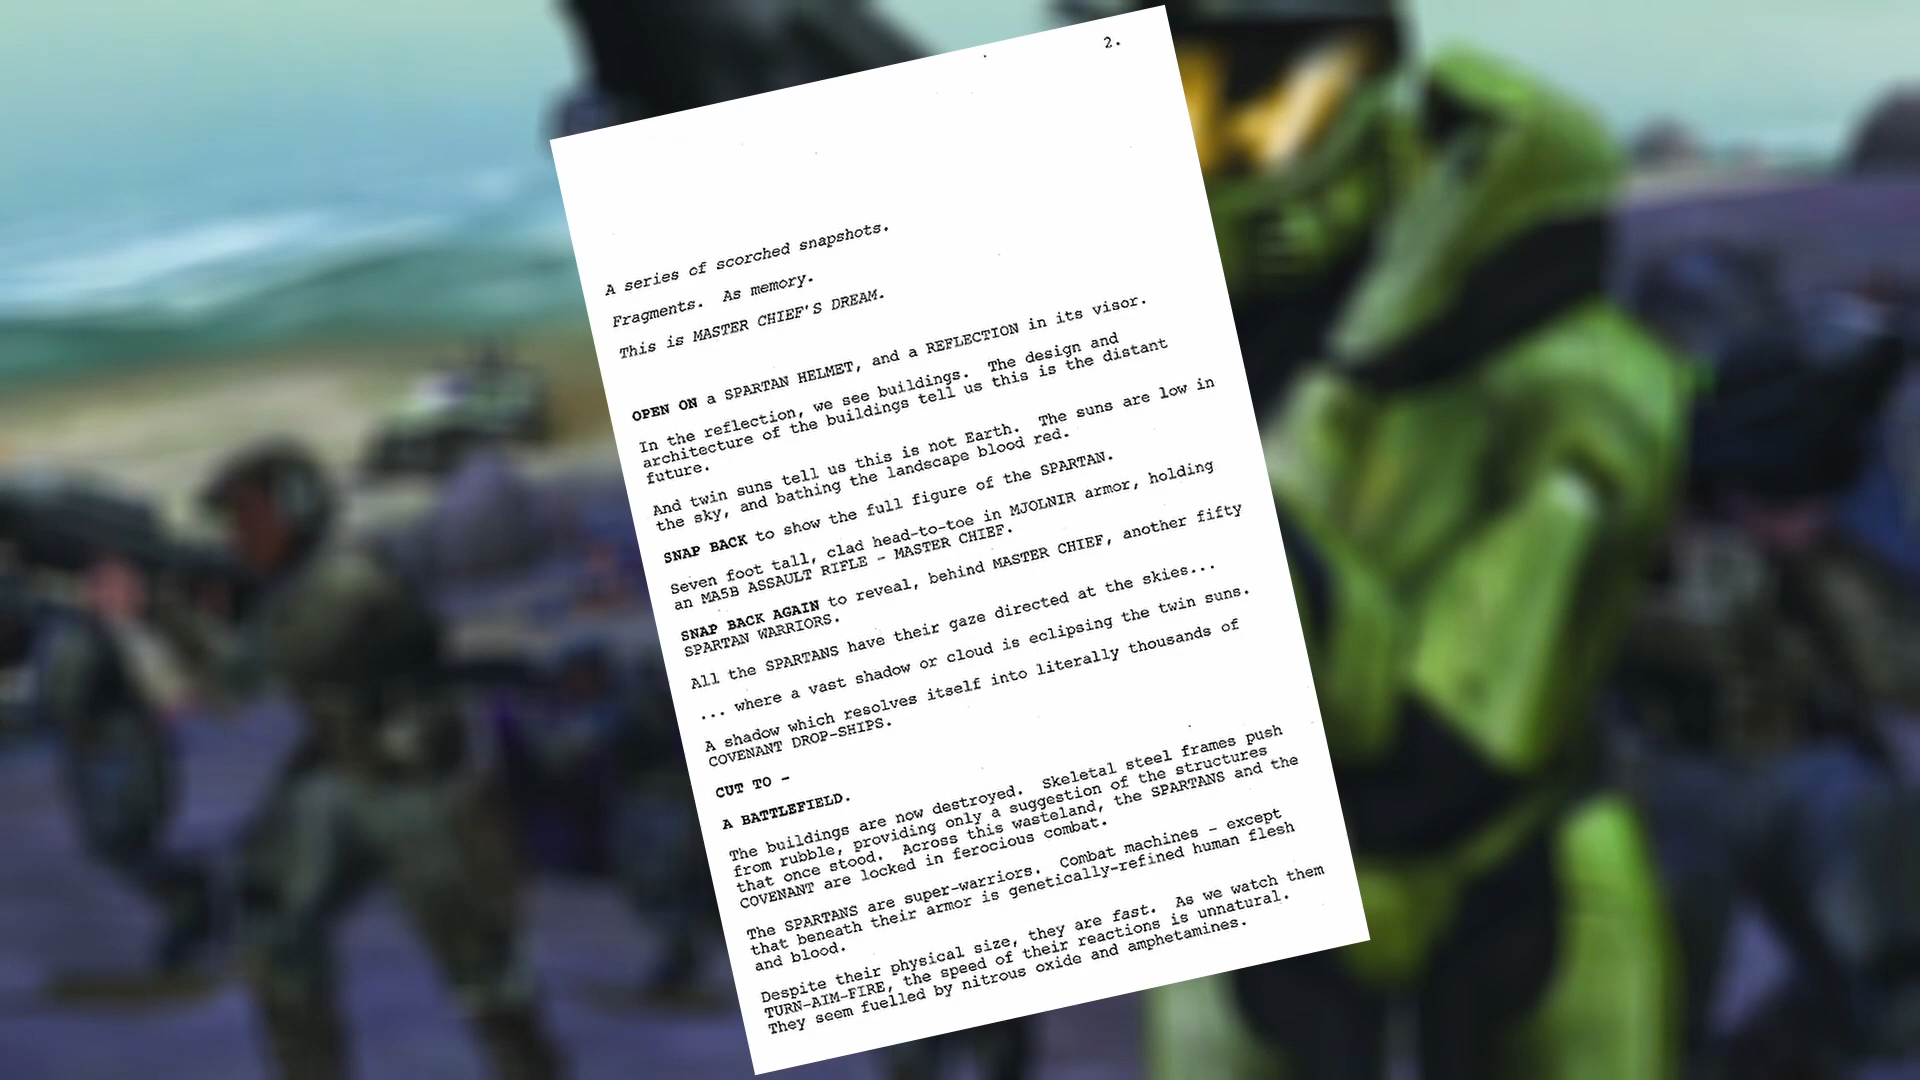 2.
A series of scorched snapshots.
Fragments.  As memory.
This is MASTER CHIEF'S DREAM.
OPEN ON a SPARTAN HELMET, and a REFLECTION in its visor.
In the reflection, we see buildings.  The design and
architecture of the buildings tell us this is the distant
future.
And twin suns tell us this is not Earth.  The suns are low in
the sky, and bathing the landscape blood red.
SNAP BACK to show the full figure of the SPARTAN.
Seven foot tall, clad head-to-toe in MJOLNIR armor, holding
an MA5B ASSAULT RIFLE - MASTER CHIEF.
SNAP BACK AGAIN to reveal, behind MASTER CHIEF, another fifty
SPARTAN WARRIORS.
All the SPARTANS have their gaze directed at the skies...
... where a vast shadow or cloud is eclipsing the twin suns.
A shadow which resolves itself into literally thousands of
COVENANT DROP-SHIPS.
CUT TO -
A BATTLEFIELD.
The buildings are now destroyed.  Skeletal steel frames push
from rubble, providing only a suggestion of the structures
that once stood.  Across this wasteland, the SPARTANS and the
COVENANT are locked in ferocious combat.
The SPARTANS are super-warriors.  Combat machines - except
that beneath their armor is genetically-refined human flesh
and blood.
Despite their physical size, they are fast.  As we watch them
TURN-AIM-FIRE, the speed of their reactions is unnatural.
They seem fuelled by nitrous oxide and amphetamines.